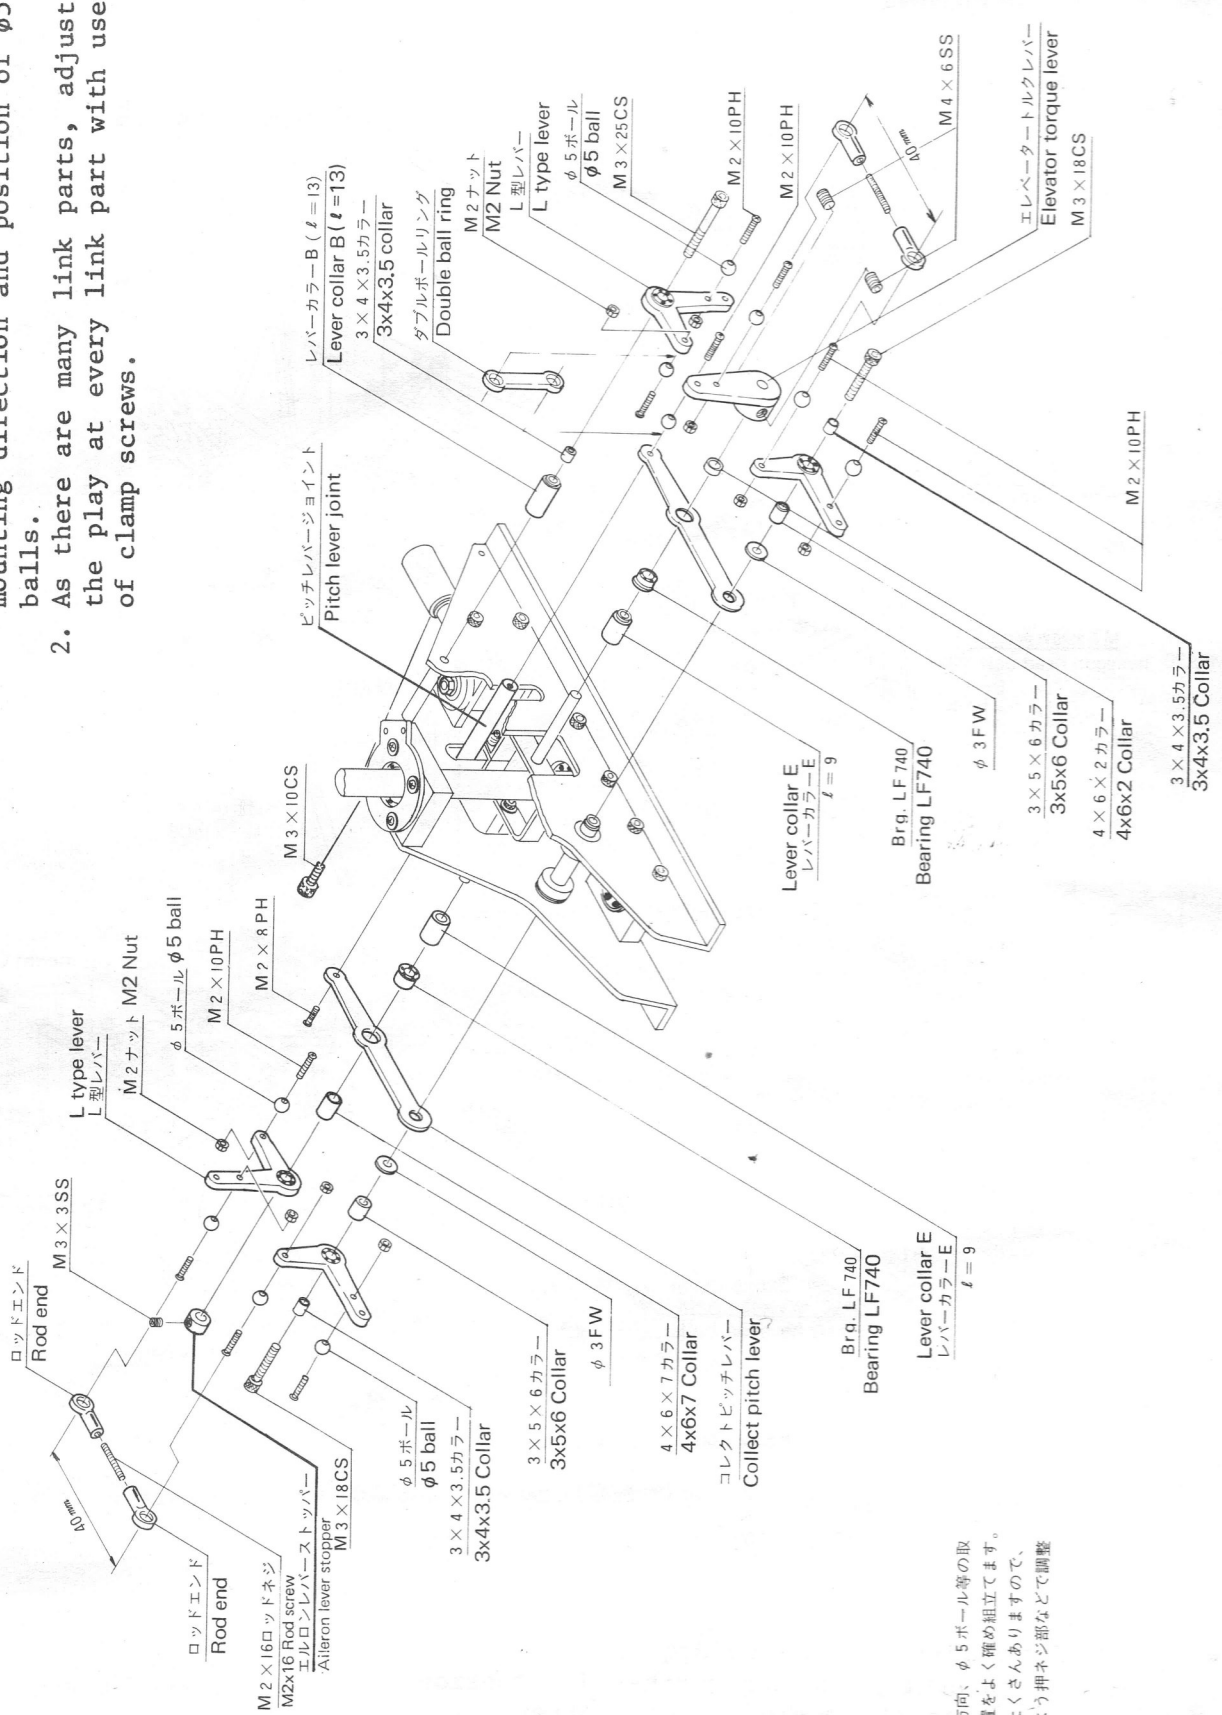 mounting direction and position of φ5
balls.
2. As there are many link parts, adjust
the play at every link part with use
of clamp screws.
ロッドエンド
Rod end
M3×3SS
L type lever
L型レバー
M2ナット M2 Nut
φ5ボール φ5 ball
M2×10PH
M2×8PH
M3×10CS
ピッチレバージョイント
Pitch lever joint
レバーカラーB(ℓ=13)
Lever collar B(ℓ=13)
3×4×3.5カラー
3x4x3.5 collar
ダブルボールリング
Double ball ring
M2ナット
M2 Nut
L型レバー
L type lever
φ5ボール
φ5 ball
M3×25CS
M2×10PH
M2×10PH
40mm
M4×6SS
エレベータートルクレバー
Elevator torque lever
M3×18CS
M2×10PH
40mm
ロッドエンド
Rod end
M2×16ロッドネジ
M2x16 Rod screw
エルロンレバーストッパー
Aileron lever stopper
M3×18CS
φ5ボール
φ5 ball
3×4×3.5カラー
3x4x3.5 Collar
3×5×6カラー
3x5x6 Collar
φ3FW
4×6×7カラー
4x6x7 Collar
コレクトピッチレバー
Collect pitch lever
Brg. LF740
Bearing LF740
Lever collar E
レバーカラーE
ℓ=9
Lever collar E
レバーカラーE
ℓ=9
Brg. LF740
Bearing LF740
φ3FW
3×5×6カラー
3x5x6 Collar
4×6×2カラー
4x6x2 Collar
3×4×3.5カラー
3x4x3.5 Collar
方向、φ5ボール等の取
置をよく確め組立てます。
たくさんありますので、
う押ネジ部などで調整